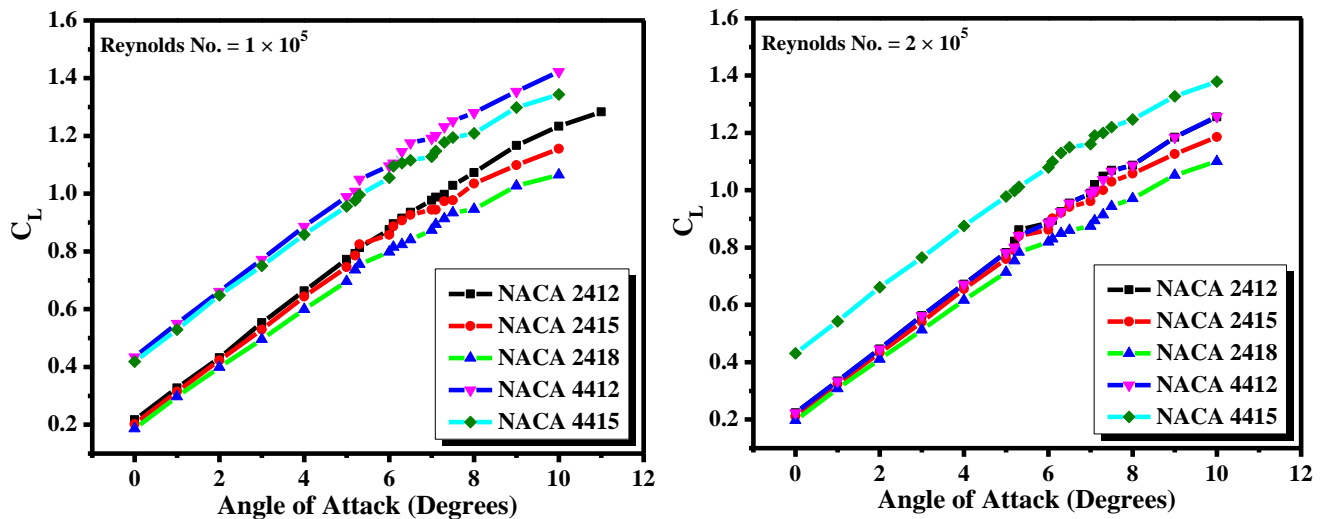 Reynolds No. = 1 × 10⁵
C_L
1.6
1.4
1.2
1.0
0.8
0.6
0.4
0.2
NACA 2412
NACA 2415
NACA 2418
NACA 4412
NACA 4415
0 2 4 6 8 10 12
Angle of Attack (Degrees)
Reynolds No. = 2 × 10⁵
C_L
1.6
1.4
1.2
1.0
0.8
0.6
0.4
0.2
NACA 2412
NACA 2415
NACA 2418
NACA 4412
NACA 4415
0 2 4 6 8 10 12
Angle of Attack (Degrees)